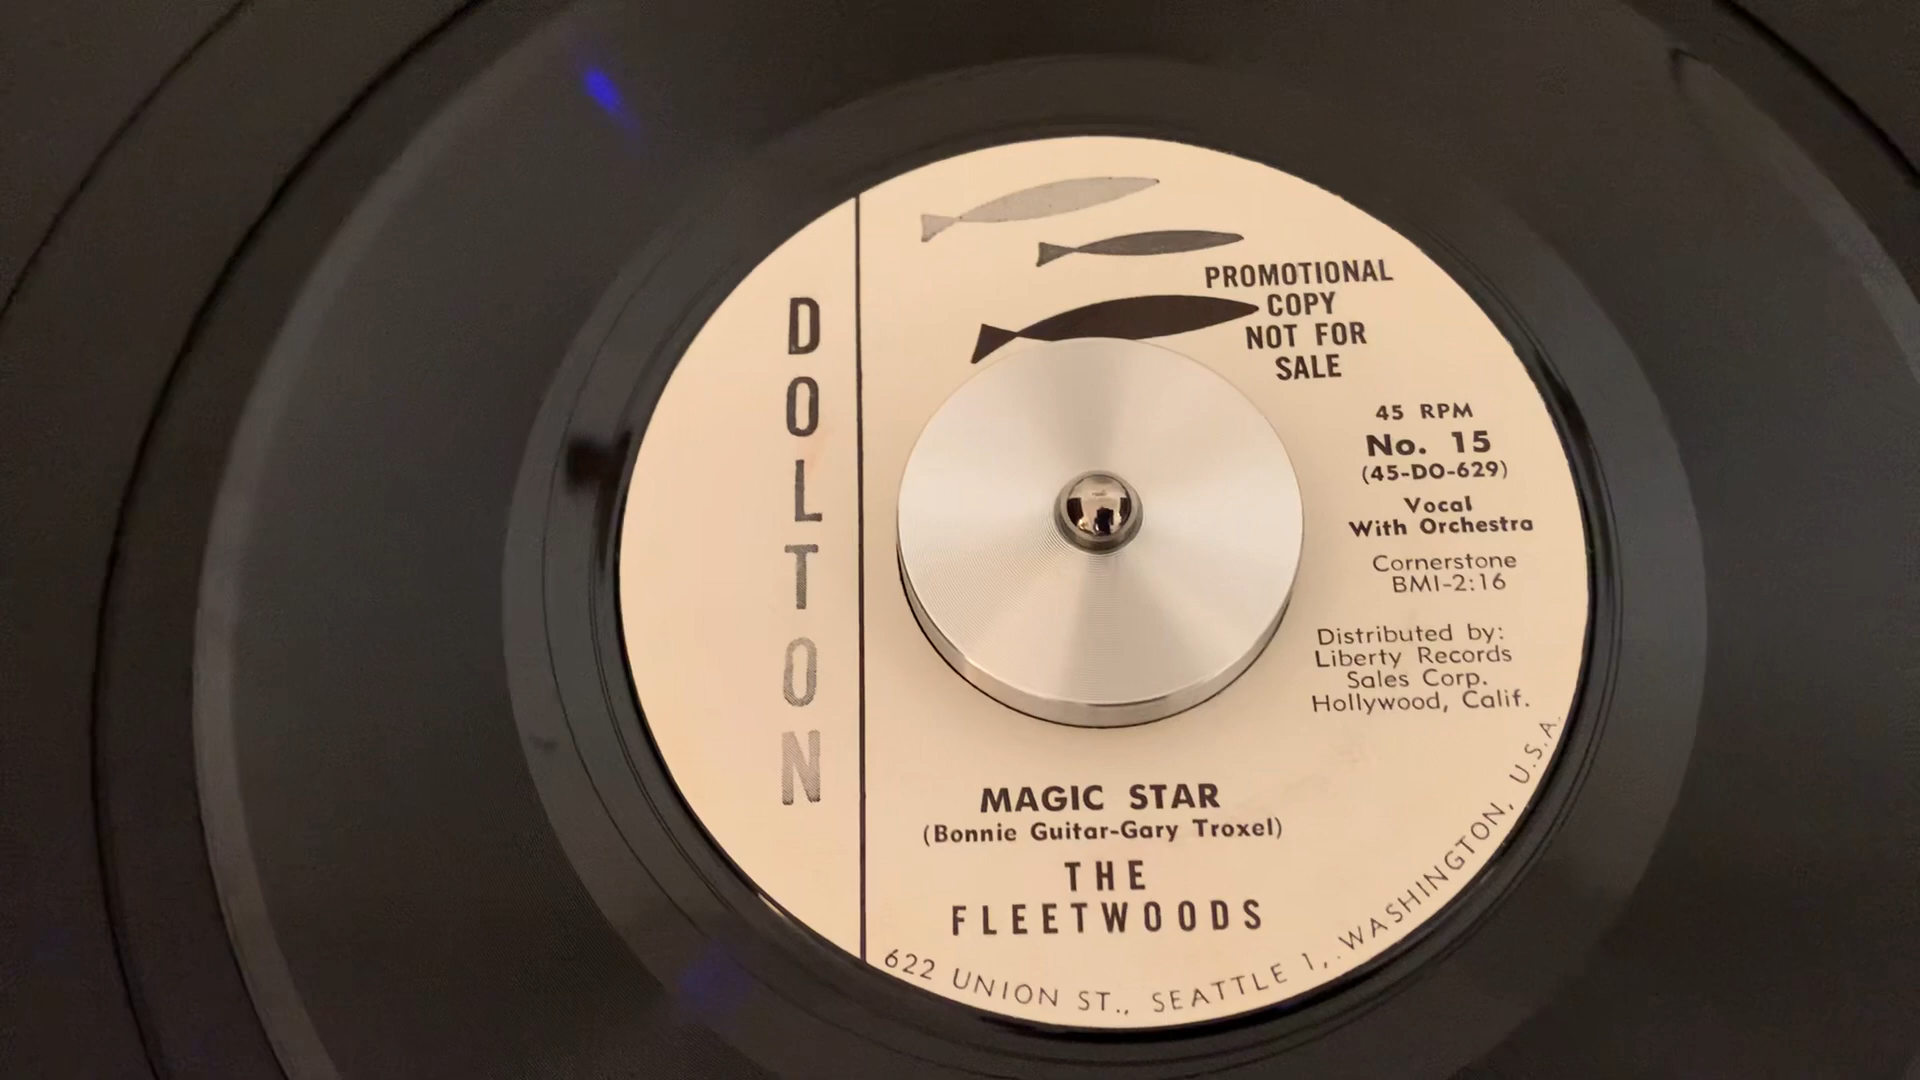 DOLTON
PROMOTIONAL
COPY
NOT FOR
SALE
45 RPM
No. 15
(45-DO-629)
Vocal
With Orchestra
Cornerstone
BMI-2:16
Distributed by:
Liberty Records
Sales Corp.
Hollywood, Calif.
MAGIC STAR
(Bonnie Guitar-Gary Troxel)
THE
FLEETWOODS
622 UNION ST., SEATTLE 1, WASHINGTON, U.S.A.